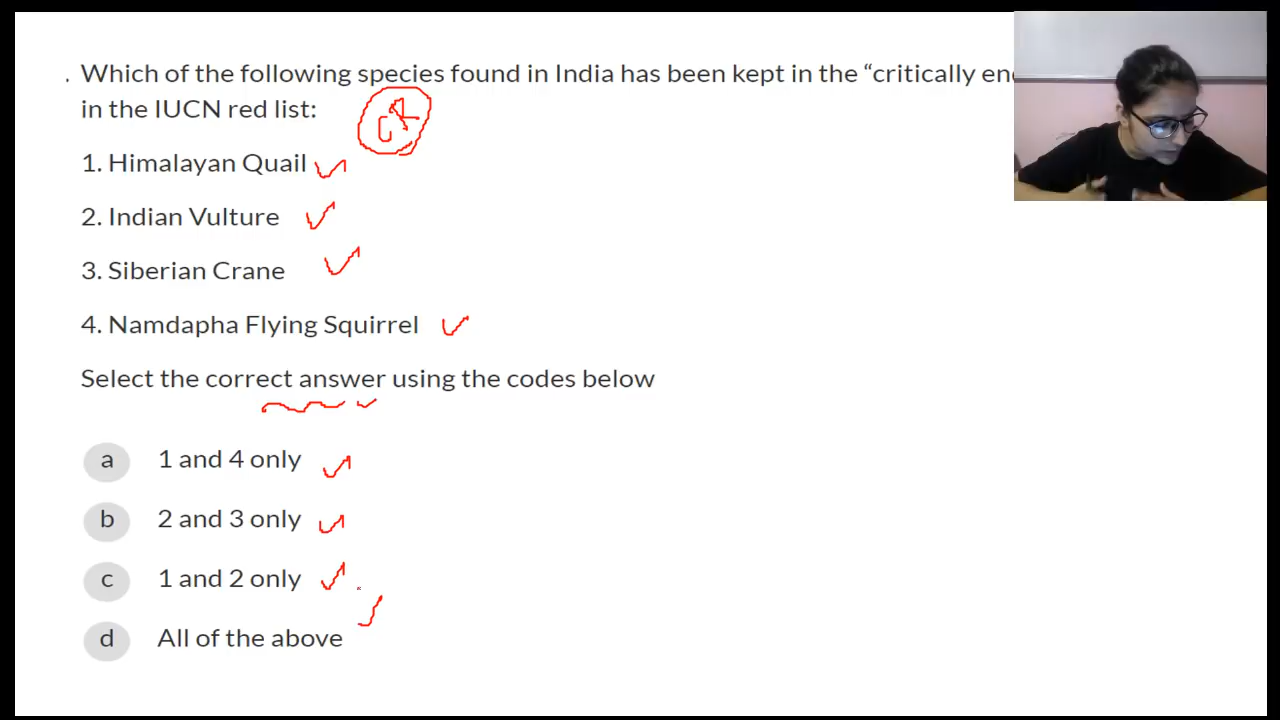 . Which of the following species found in India has been kept in the “critically
in the IUCN red list:
CR
1. Himalayan Quail
2. Indian Vulture
3. Siberian Crane
4. Namdapha Flying Squirrel
Select the correct answer using the codes below
a 1 and 4 only
b 2 and 3 only
c 1 and 2 only
d All of the above